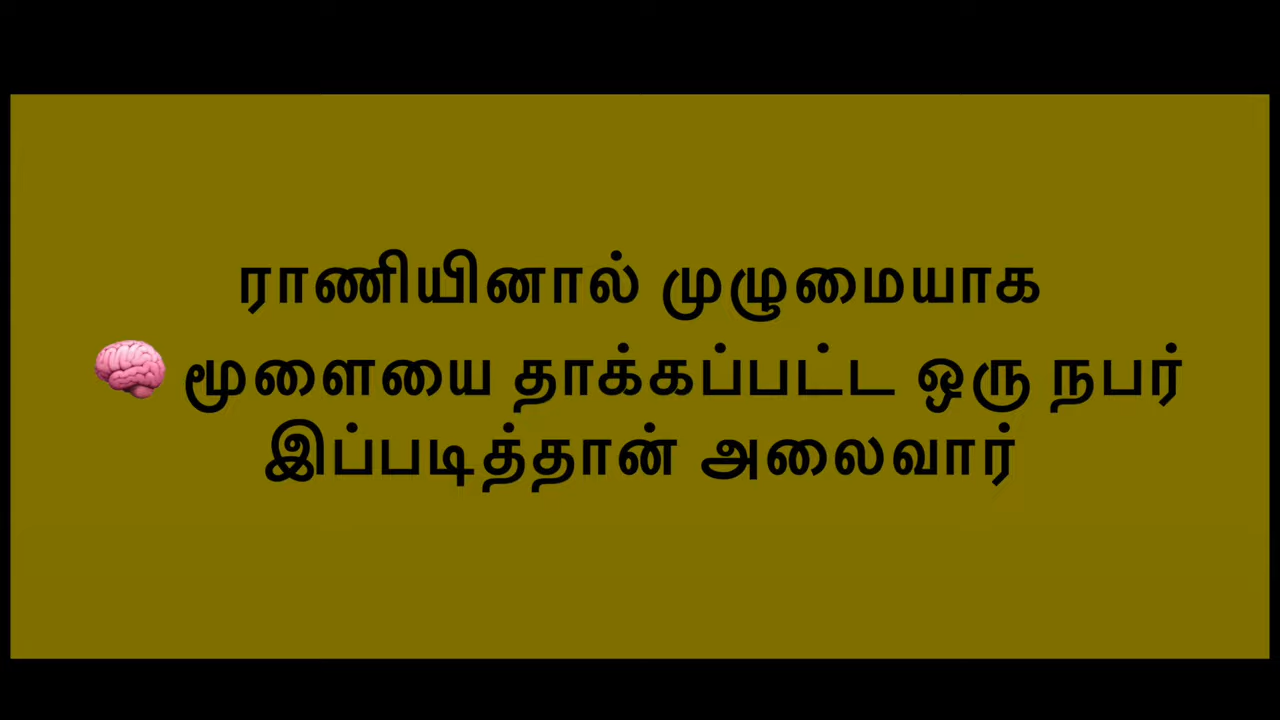 ராணியினால் முழுமையாக
🧠 மூளையை தாக்கப்பட்ட ஒரு நபர்
இப்படித்தான் அலைவார்